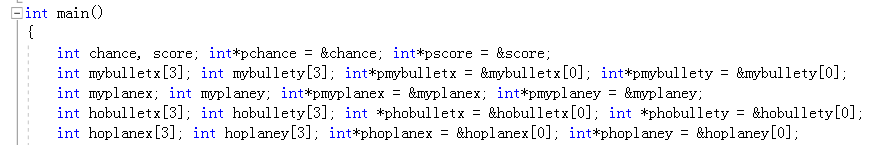 int main()
{
int chance, score; int*pchance = &chance; int*pscore = &score;
int mybulletx[3]; int mybullety[3]; int*pmybulletx = &mybulletx[0]; int*pmybullety = &mybullety[0];
int myplanex; int myplaney; int*pmyplanex = &myplanex; int*pmyplaney = &myplaney;
int hobulletx[3]; int hobullety[3]; int *phobulletx = &hobulletx[0]; int *phobullety = &hobullety[0];
int hoplanex[3]; int hoplaney[3]; int*phoplanex = &hoplanex[0]; int*phoplaney = &hoplaney[0];